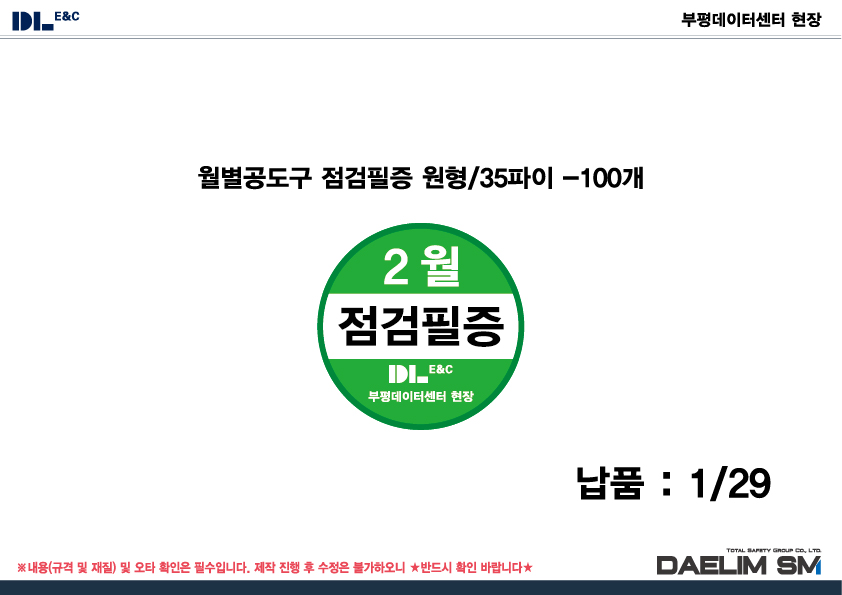 DL E&C
부평데이터센터 현장
월별공도구 점검필증 원형/35파이 -100개
2 월
점검필증
DL E&C
부평데이터센터 현장
납품 : 1/29
※내용(규격 및 재질) 및 오타 확인은 필수입니다. 제작 진행 후 수정은 불가하오니 ★반드시 확인 바랍니다★
TOTAL SAFETY GROUP CO., LTD.
DAELIM SM